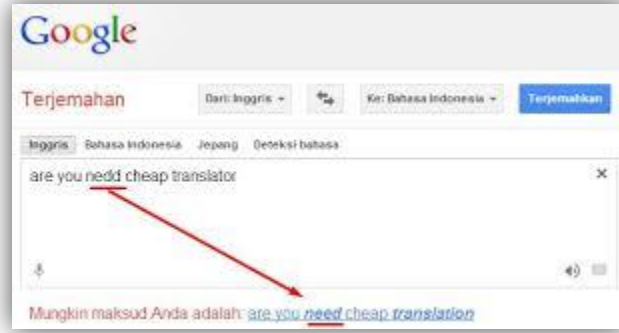 Google
Terjemahan Dari: Inggris Ke: Bahasa Indonesia Terjemahkan
Inggris Bahasa Indonesia Jepang Deteksi bahasa
are you nedd cheap translator
Mungkin maksud Anda adalah: are you need cheap translation